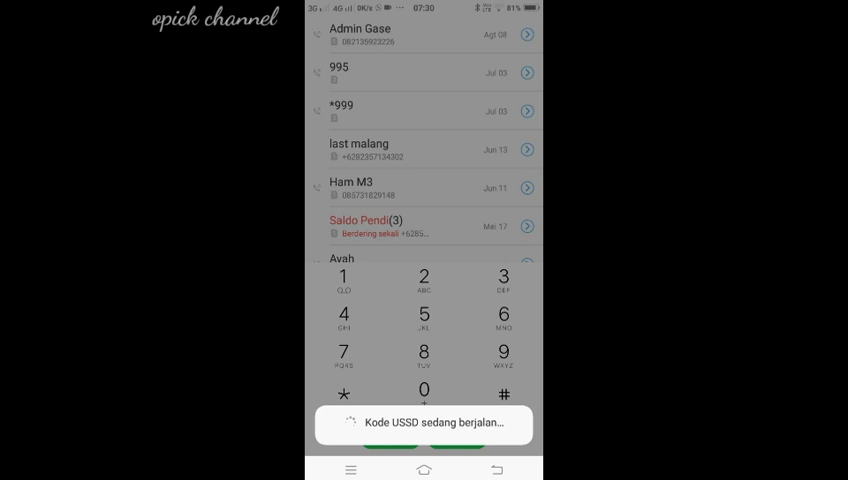 opick channel
3G 4G 0K/s ... 07:30 Voo LTE 81%
Admin Gase
082135923226
Agt 08
995
Jul 03
*999
Jul 03
last malang
+6282357134302
Jun 13
Ham M3
085731829148
Jun 11
Saldo Pendi(3)
Berdering sekali +6285...
Mei 17
Ayah
1 2 3
ABC DEF
4 5 6
GHI JKL MNO
7 8 9
PQRS TUV WXYZ
* 0 #
+
Kode USSD sedang berjalan...